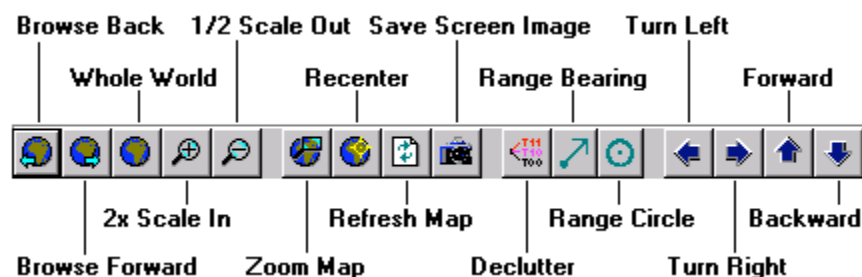 Browse Back 1/2 Scale Out Save Screen Image Turn Left
Whole World Recenter Range Bearing Forward
T11
T10
T00
2x Scale In Refresh Map Range Circle Backward
Browse Forward Zoom Map Declutter Turn Right